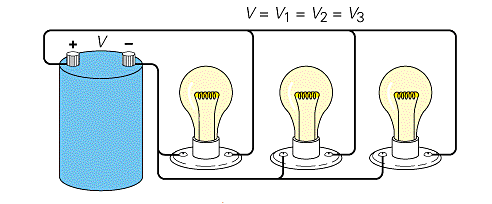 V = V₁ = V₂ = V₃
+ V −